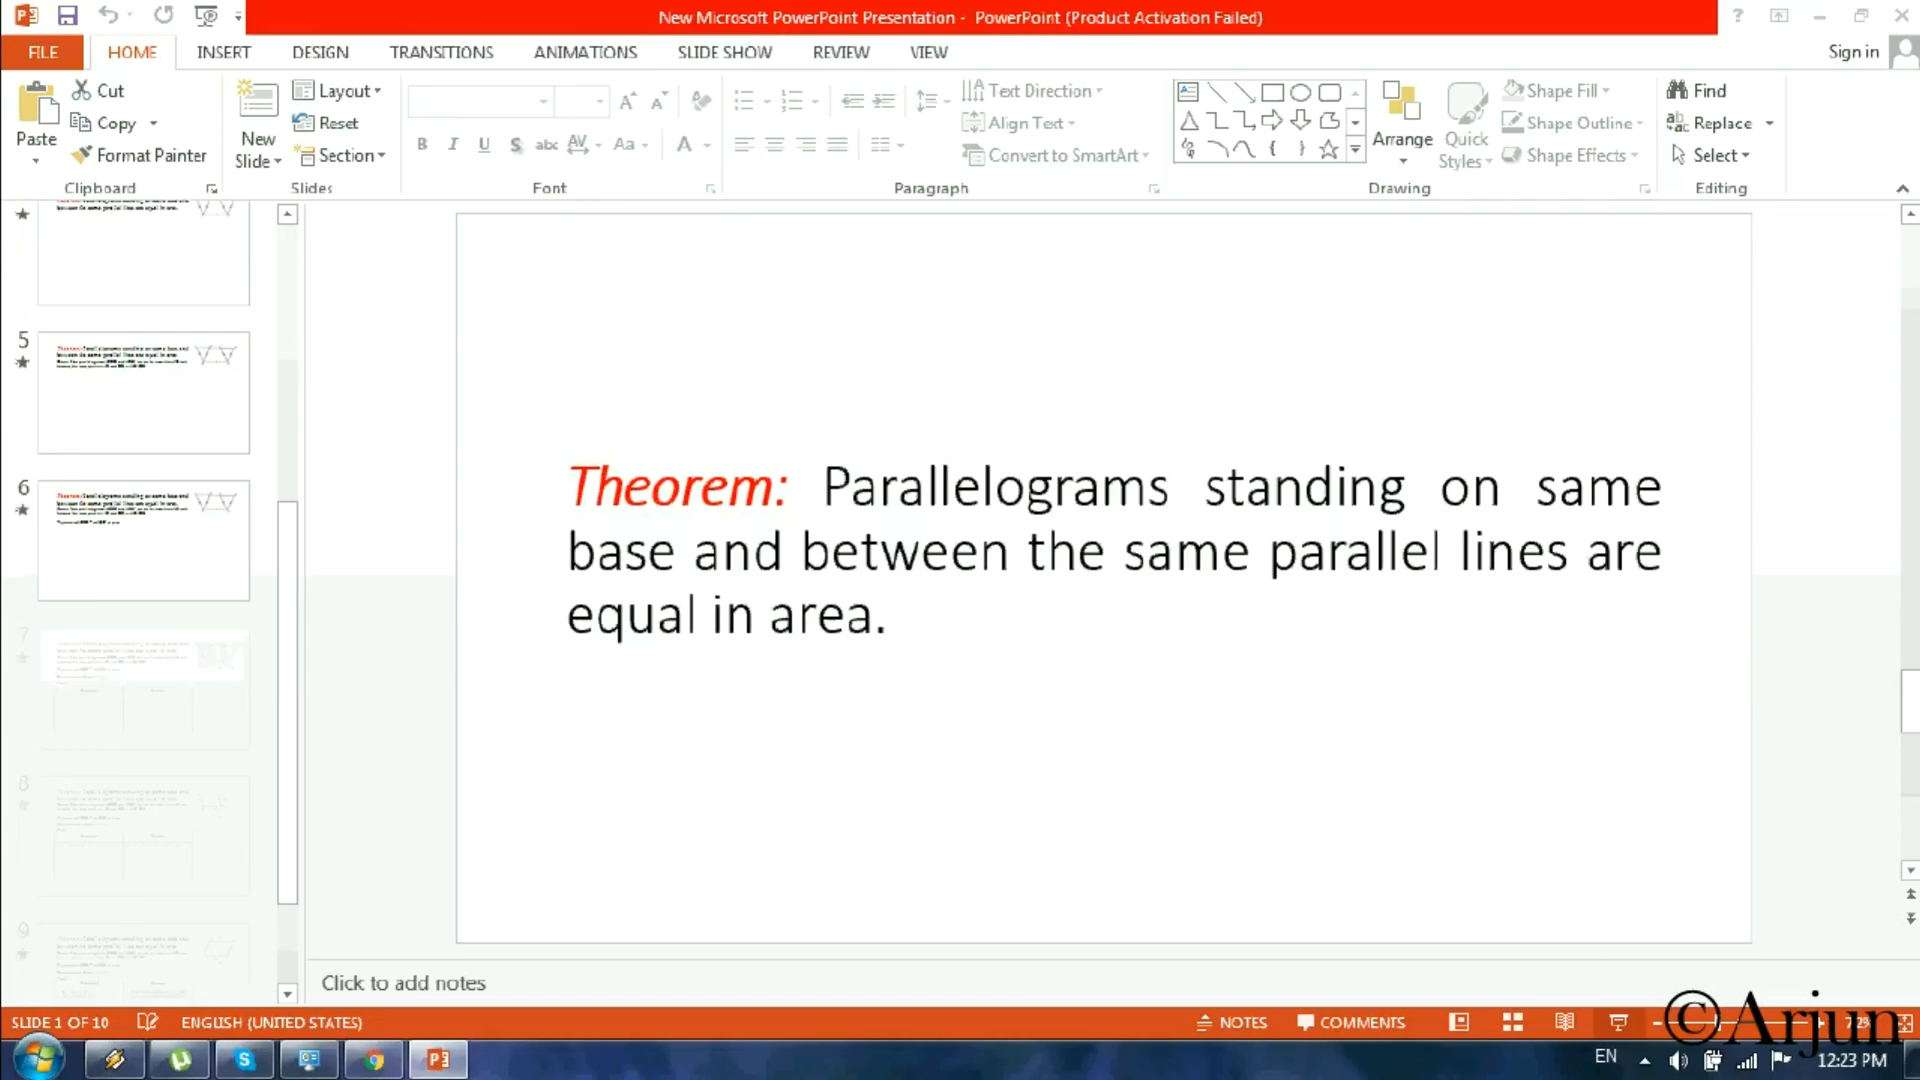 New Microsoft PowerPoint Presentation - PowerPoint (Product Activation Failed)
FILE HOME INSERT DESIGN TRANSITIONS ANIMATIONS SLIDE SHOW REVIEW VIEW Sign in
Cut Layout Text Direction Shape Fill Find
Copy Reset Align Text Shape Outline Replace
Paste Format Painter New Slide Section Convert to SmartArt Arrange Quick Styles Shape Effects Select
Clipboard Slides Font Paragraph Drawing Editing
5
6
7
8
9
Theorem: Parallelograms standing on same
base and between the same parallel lines are
equal in area.
Click to add notes
SLIDE 1 OF 10 ENGLISH (UNITED STATES) NOTES COMMENTS
©Arjun
EN 12:23 PM